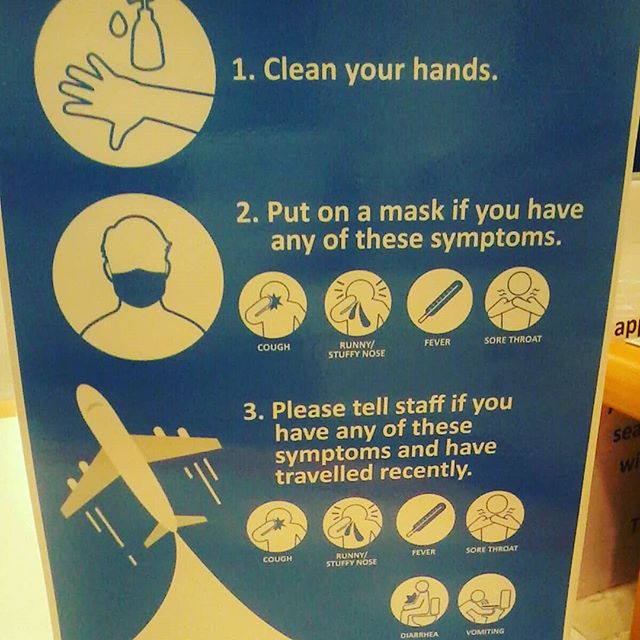 1. Clean your hands.
2. Put on a mask if you have
any of these symptoms.
COUGH
RUNNY/
STUFFY NOSE
FEVER
SORE THROAT
3. Please tell staff if you
have any of these
symptoms and have
travelled recently.
COUGH
RUNNY/
STUFFY NOSE
FEVER
SORE THROAT
DIARRHEA
VOMITING